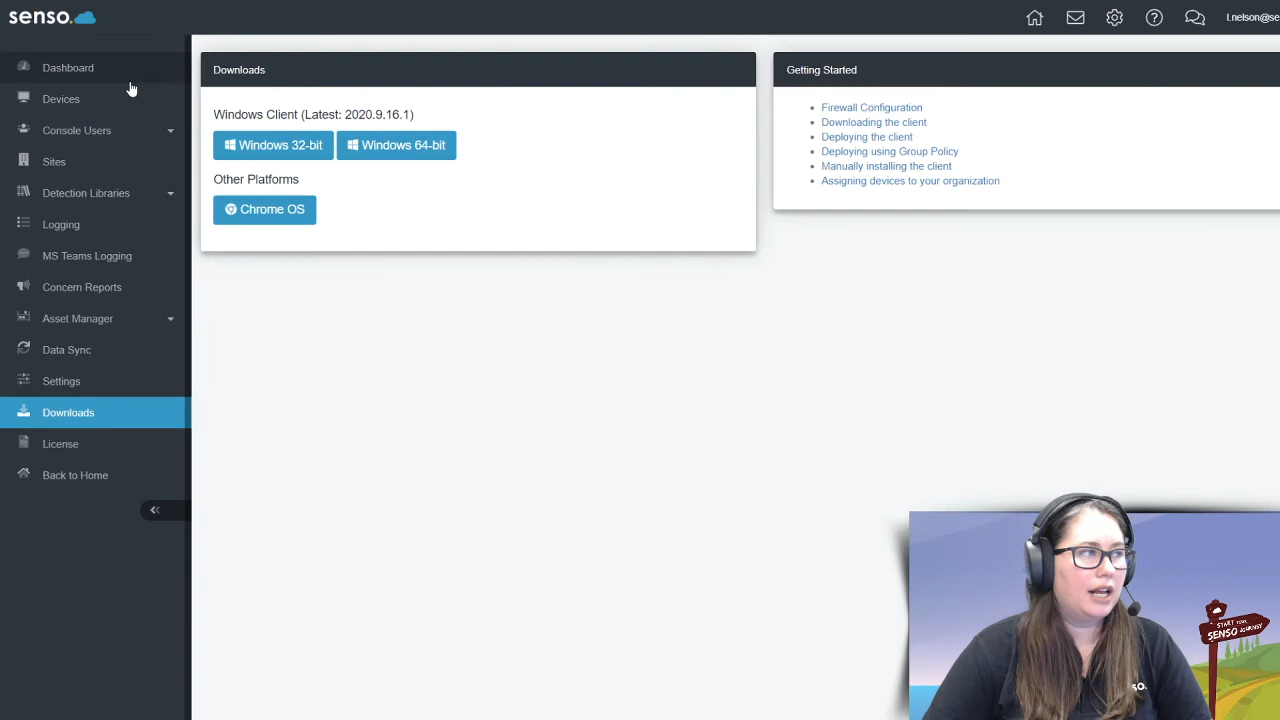 senso.
l.nelson@se
Dashboard
Devices
Console Users
Sites
Detection Libraries
Logging
MS Teams Logging
Concern Reports
Asset Manager
Data Sync
Settings
Downloads
License
Back to Home
Downloads
Windows Client (Latest: 2020.9.16.1)
Windows 32-bit
Windows 64-bit
Other Platforms
Chrome OS
Getting Started
Firewall Configuration
Downloading the client
Deploying the client
Deploying using Group Policy
Manually installing the client
Assigning devices to your organization
START YOUR
SENSO JOURNEY
so.